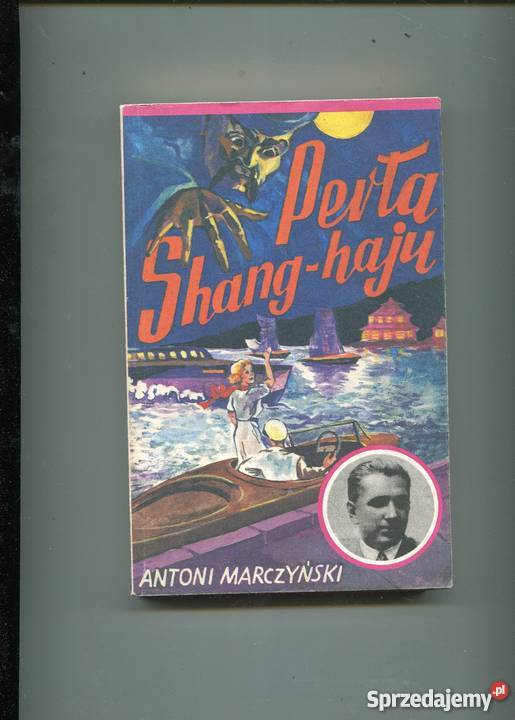 Perła
Shang-haju
ANTONI MARCZYŃSKI
Sprzedajemy.pl